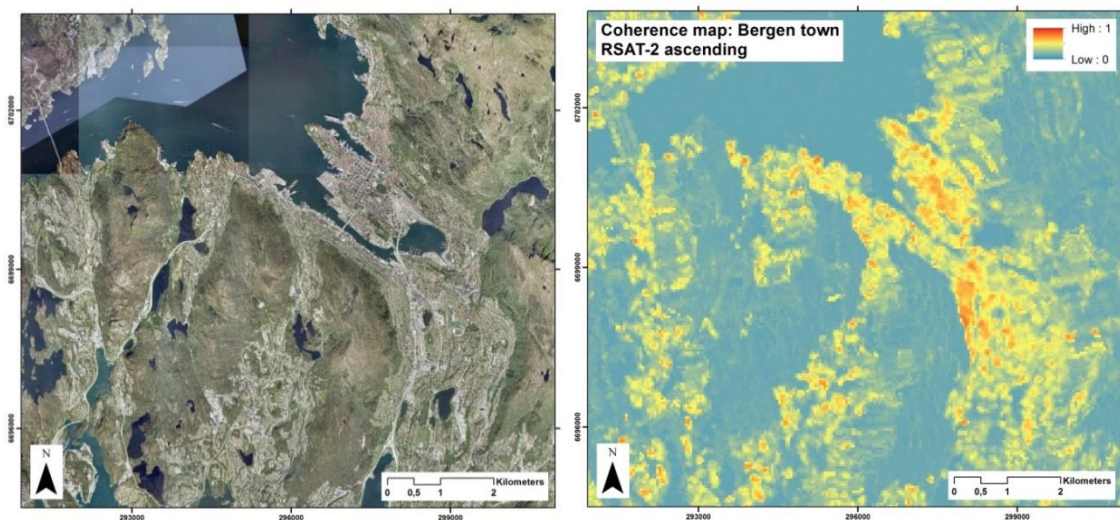 6702000
6699000
6696000
N
0 0,5 1 2
Kilometers
293000 296000 299000
Coherence map: Bergen town
RSAT-2 ascending
High : 1
Low : 0
6702000
6699000
6696000
N
0 0,5 1 2
Kilometers
293000 296000 299000